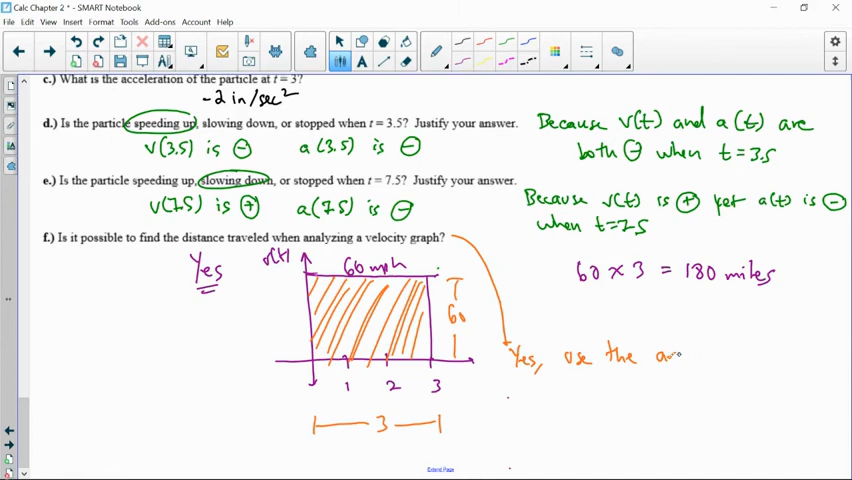 Calc Chapter 2 * - SMART Notebook
File Edit View Insert Format Tools Add-ons Account Help
c.) What is the acceleration of the particle at t = 3?
-2 in/sec²
d.) Is the particle speeding up, slowing down, or stopped when t = 3.5? Justify your answer.
v(3.5) is ⊖ a(3.5) is ⊖
Because v(t) and a(t) are
both ⊖ when t=3.5
e.) Is the particle speeding up, slowing down, or stopped when t = 7.5? Justify your answer.
v(7.5) is ⊕ a(7.5) is ⊖
Because v(t) is ⊕ yet a(t) is ⊖
when t=7.5
f.) Is it possible to find the distance traveled when analyzing a velocity graph?
Yes
v(t)
60 mph
60 × 3 = 180 miles
60
Yes, use the
1 2 3
3
Extend Page